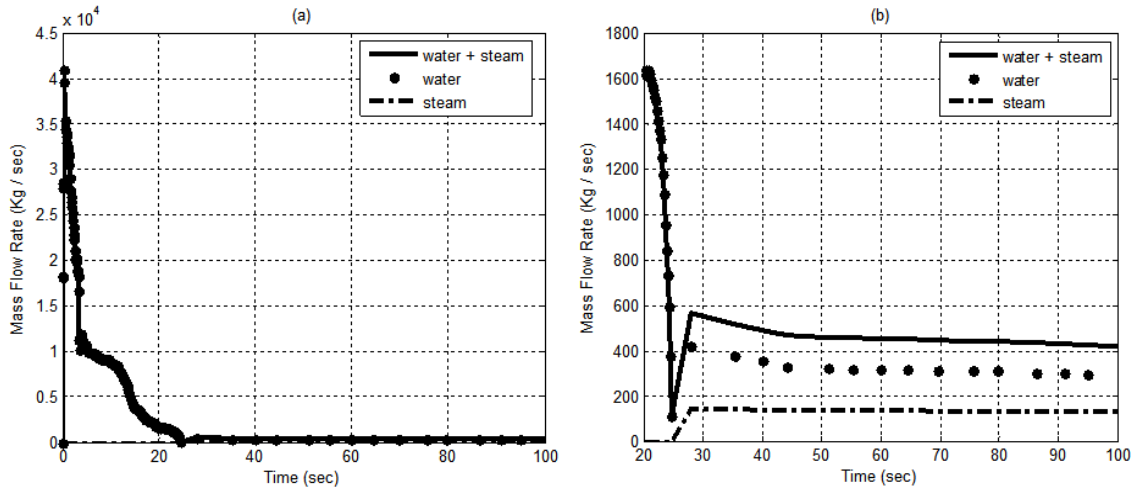 (a)
x 10^4
4.5
4
3.5
3
2.5
2
1.5
1
0.5
0
0 20 40 60 80 100
Mass Flow Rate (Kg / sec)
Time (sec)
water + steam
water
steam
(b)
1800
1600
1400
1200
1000
800
600
400
200
0
20 30 40 50 60 70 80 90 100
Mass Flow Rate (Kg / sec)
Time (sec)
water + steam
water
steam